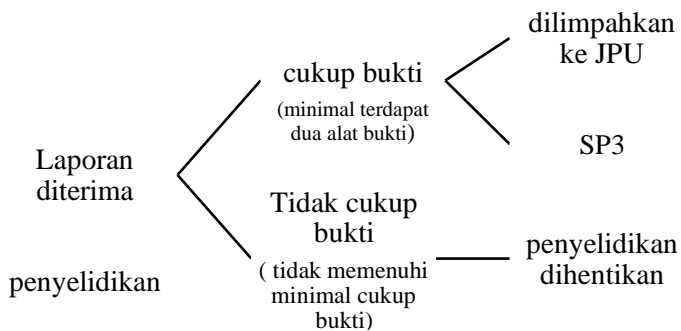 Laporan
diterima
penyelidikan
cukup bukti
(minimal terdapat
dua alat bukti)
Tidak cukup
bukti
( tidak memenuhi
minimal cukup
bukti)
dilimpahkan
ke JPU
SP3
penyelidikan
dihentikan